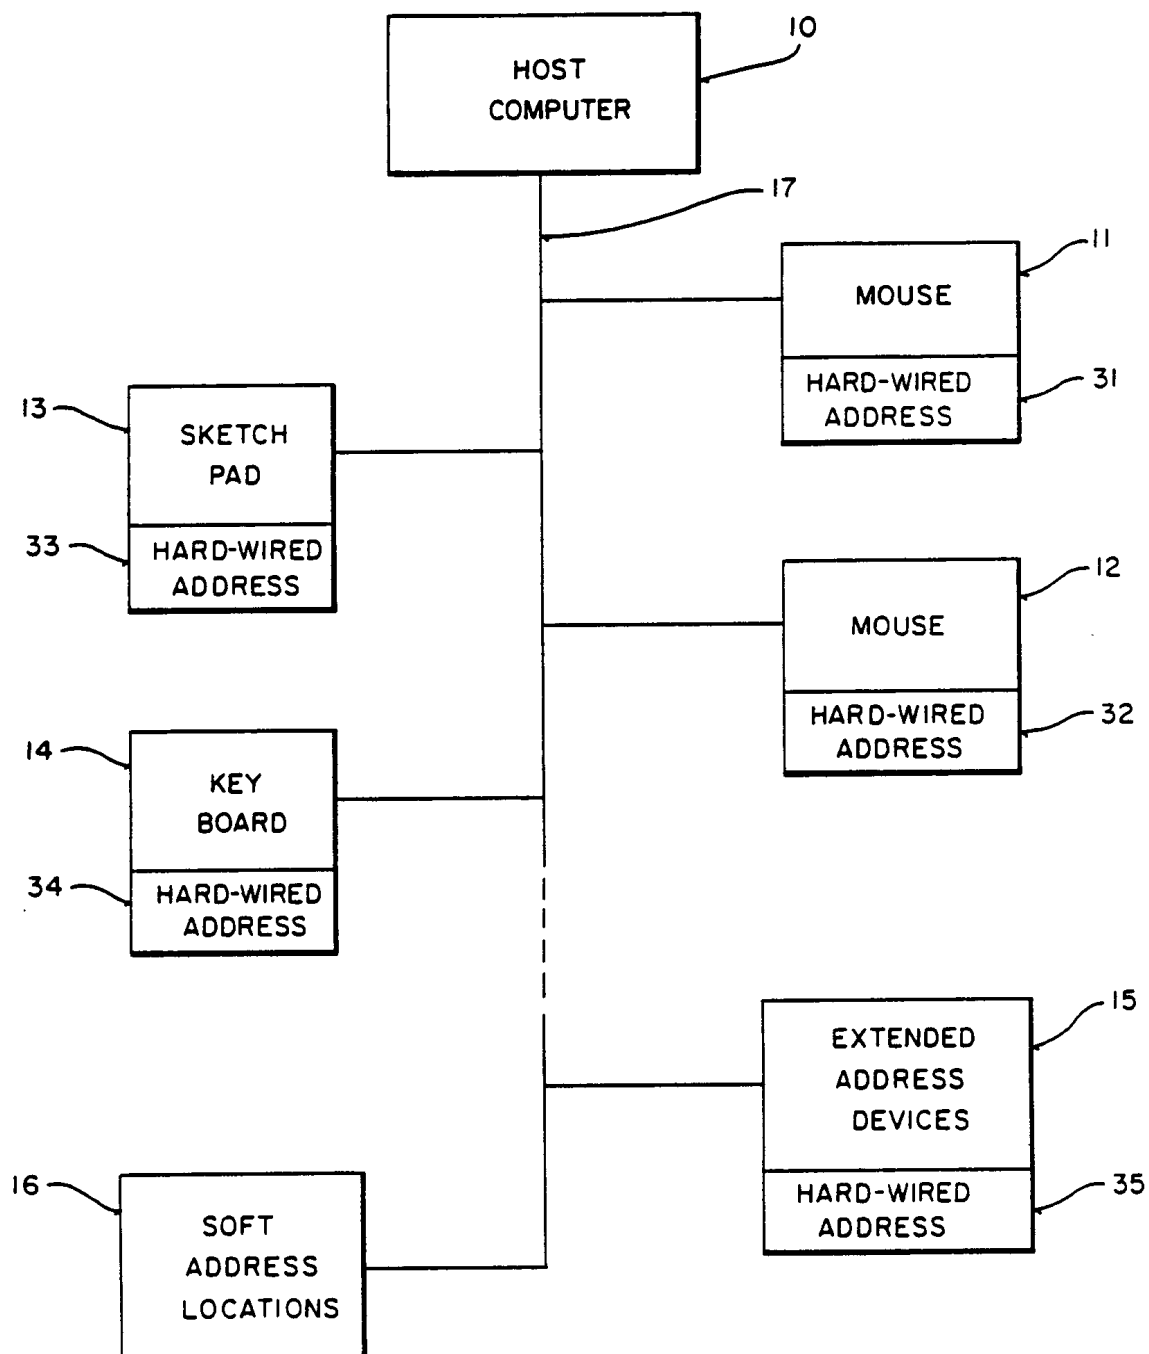 10
HOST
COMPUTER
17
11
MOUSE
HARD-WIRED
ADDRESS
31
13
SKETCH
PAD
33
HARD-WIRED
ADDRESS
12
MOUSE
HARD-WIRED
ADDRESS
32
14
KEY
BOARD
34
HARD-WIRED
ADDRESS
15
EXTENDED
ADDRESS
DEVICES
HARD-WIRED
ADDRESS
35
16
SOFT
ADDRESS
LOCATIONS